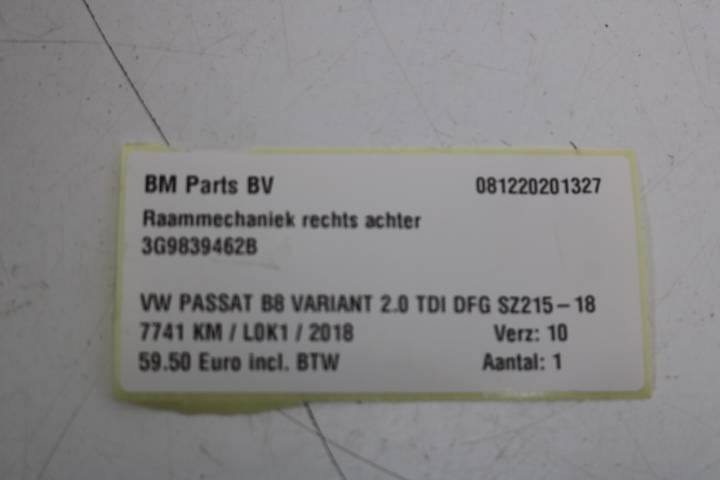 BM Parts BV 081220201327
Raammechaniek rechts achter
3G9839462B
VW PASSAT B8 VARIANT 2.0 TDI DFG SZ215-18
7741 KM / L0K1 / 2018 Verz: 10
59.50 Euro incl. BTW Aantal: 1